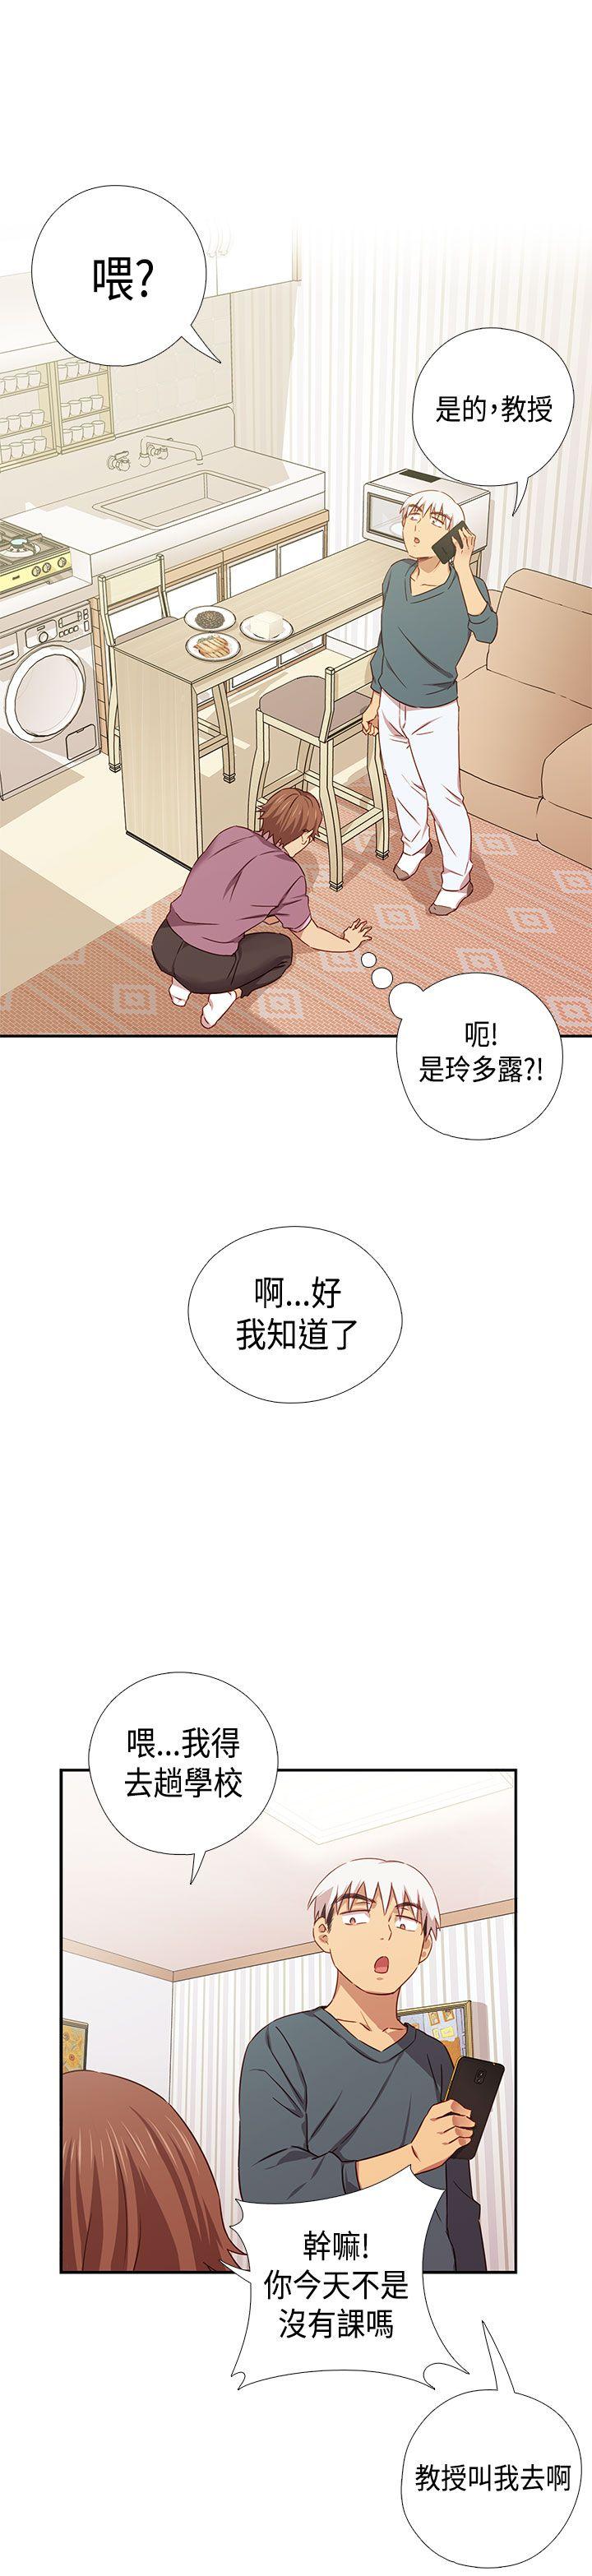 喂?
是的，教授
呃!
是玲多露?!
啊...好
我知道了
喂...我得
去趟學校
幹嘛!
你今天不是
沒有課嗎
教授叫我去啊